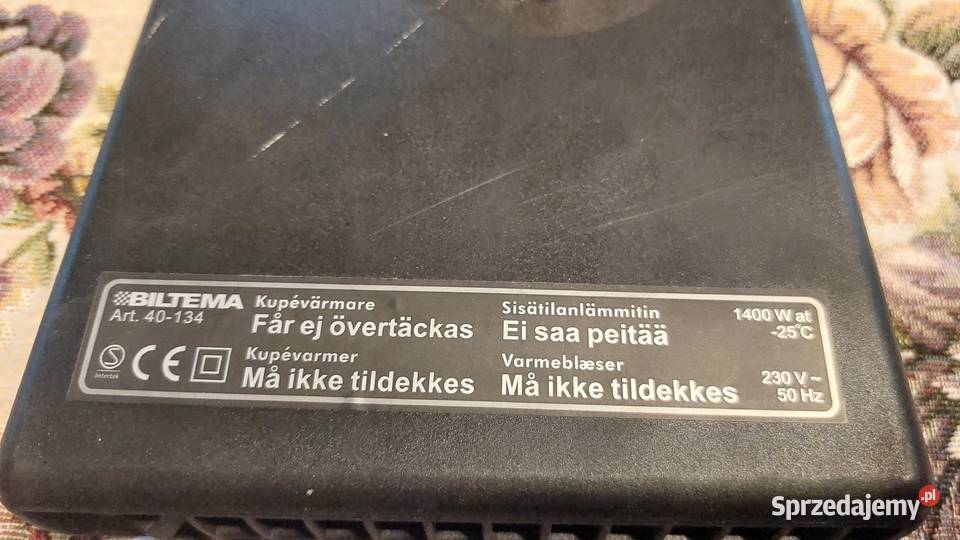 BILTEMA
Art. 40-134
Kupévärmare
Får ej övertäckas
Sisätilanlämmitin
Ei saa peitää
1400 W at
-25°C
S
Intertek
CE
Kupévarmer
Må ikke tildekkes
Varmeblæser
Må ikke tildekkes
230 V~
50 Hz
Sprzedajemy.pl